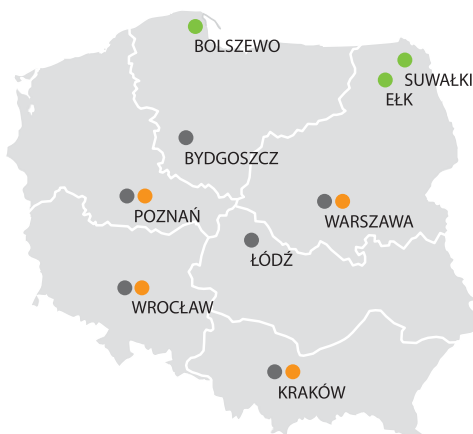 BOLSZEWO
SUWAŁKI
EŁK
BYDGOSZCZ
POZNAŃ
WARSZAWA
ŁÓDŹ
WROCŁAW
KRAKÓW